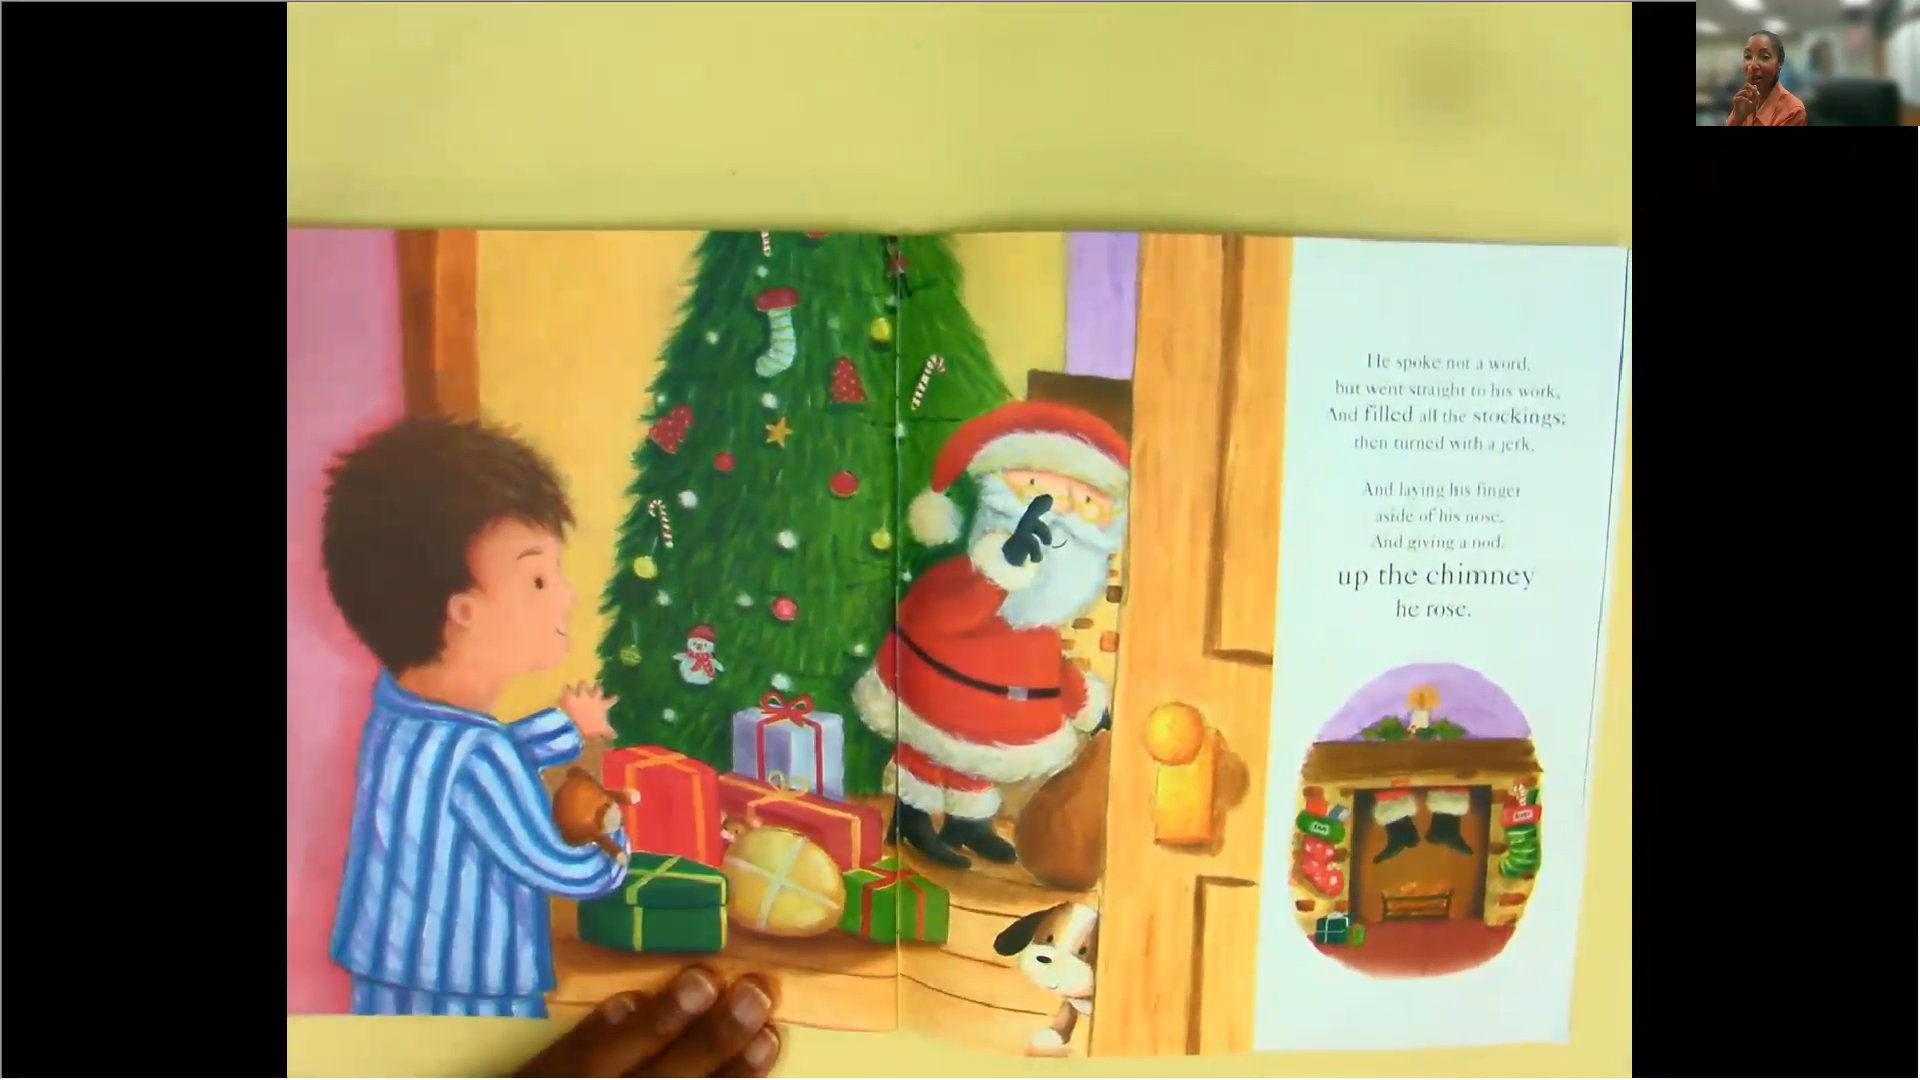 He spoke not a word,
but went straight to his work,
And filled all the stockings;
then turned with a jerk,
And laying his finger
aside of his nose,
And giving a nod,
up the chimney
he rose.